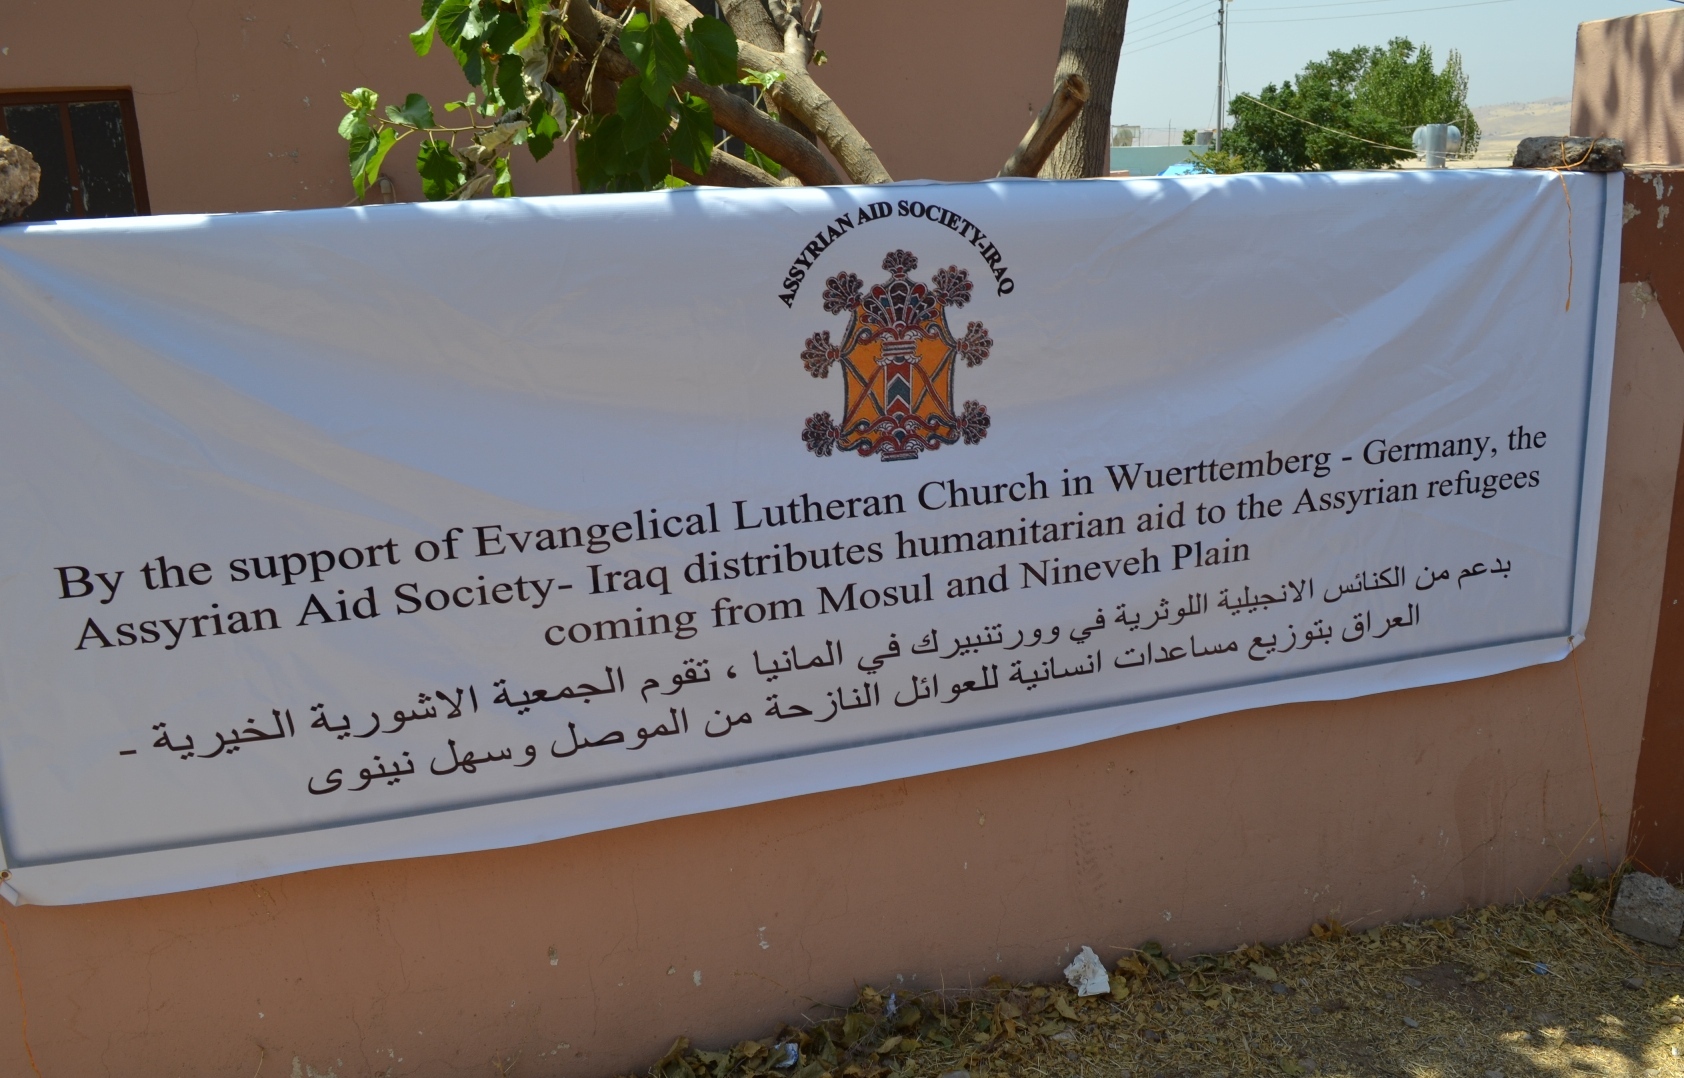 ASSYRIAN AID SOCIETY-IRAQ
By the support of Evangelical Lutheran Church in Wuerttemberg - Germany, the
Assyrian Aid Society- Iraq distributes humanitarian aid to the Assyrian refugees
coming from Mosul and Nineveh Plain
بدعم من الكنائس الانجيلية اللوثرية في وورتنبيرك في المانيا ، تقوم الجمعية الاشورية الخيرية -
العراق بتوزيع مساعدات انسانية للعوائل النازحة من الموصل وسهل نينوى